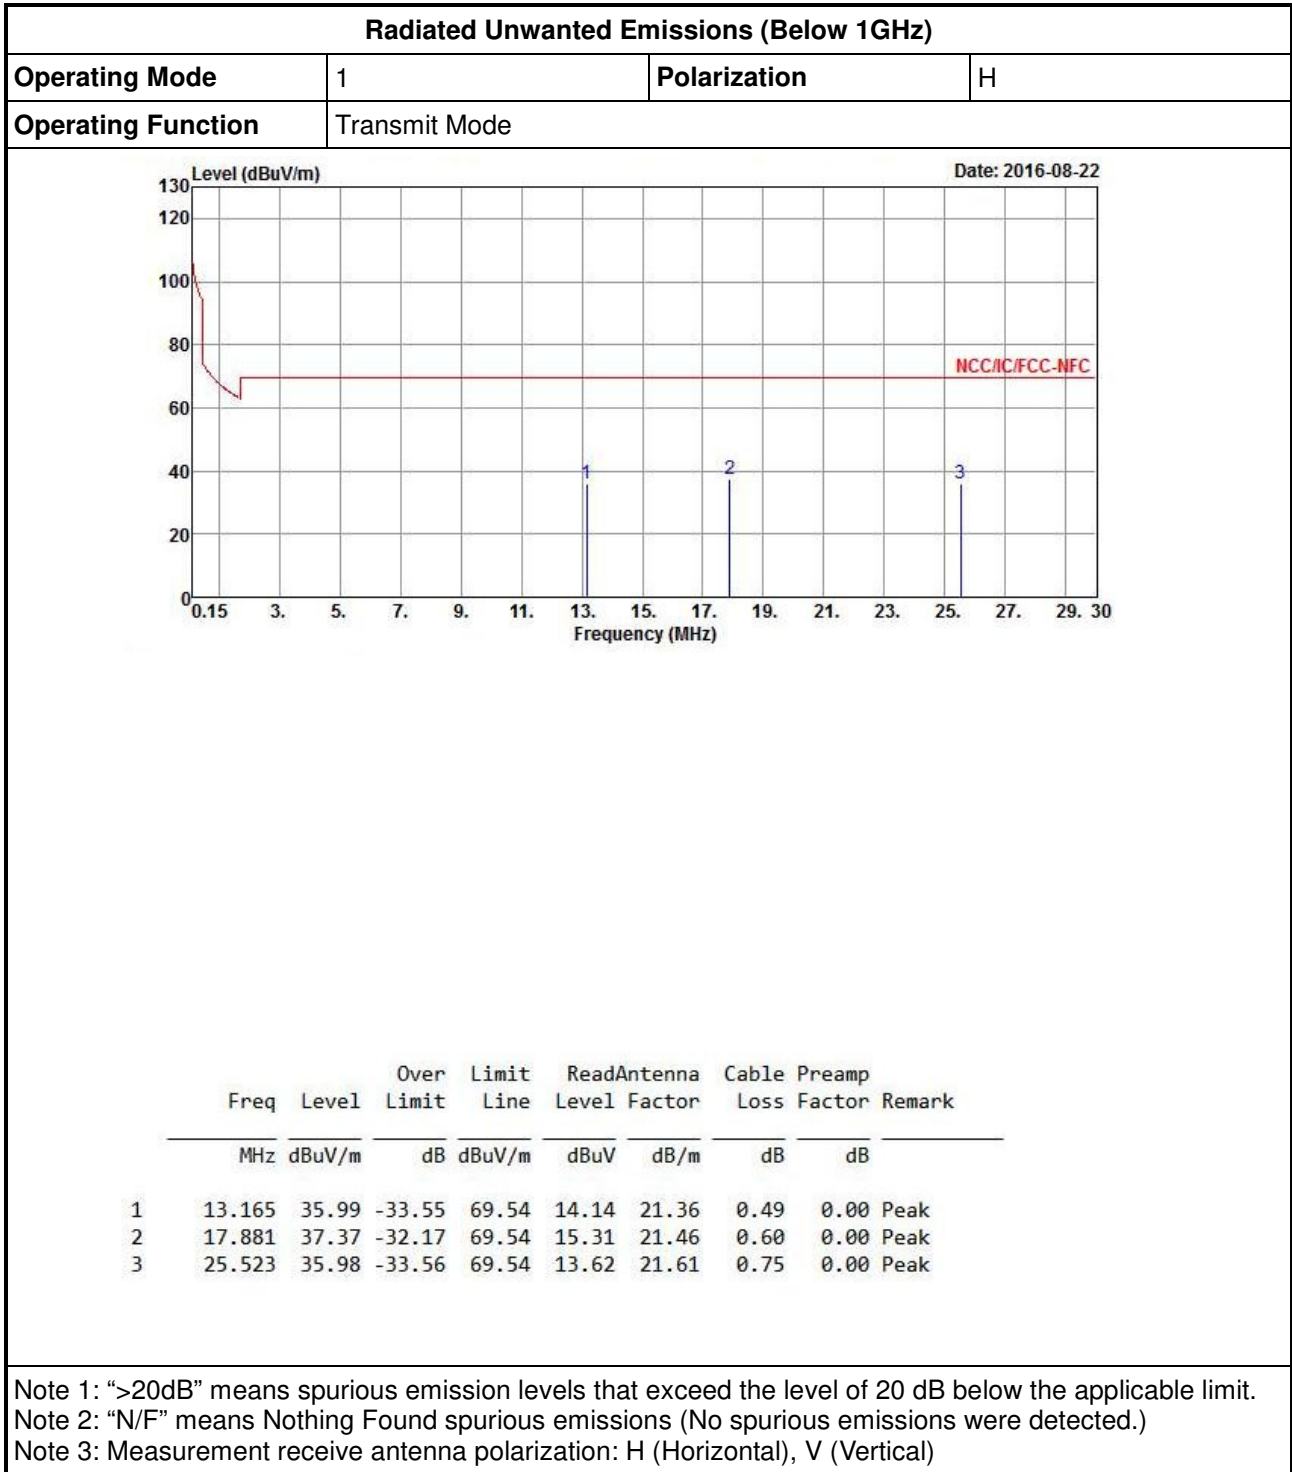 Radiated Unwanted Emissions (Below 1GHz)
Operating Mode 1 Polarization H
Operating Function Transmit Mode
Level (dBuV/m) Date: 2016-08-22
130
120
100
80
NCC/IC/FCC-NFC
60
40
1 2 3
20
0
0.15 3. 5. 7. 9. 11. 13. 15. 17. 19. 21. 23. 25. 27. 29. 30
Frequency (MHz)
Over Limit ReadAntenna Cable Preamp
Freq Level Limit Line Level Factor Loss Factor Remark
MHz dBuV/m dB dBuV/m dBuV dB/m dB dB
1 13.165 35.99 -33.55 69.54 14.14 21.36 0.49 0.00 Peak
2 17.881 37.37 -32.17 69.54 15.31 21.46 0.60 0.00 Peak
3 25.523 35.98 -33.56 69.54 13.62 21.61 0.75 0.00 Peak
Note 1: “>20dB” means spurious emission levels that exceed the level of 20 dB below the applicable limit.
Note 2: “N/F” means Nothing Found spurious emissions (No spurious emissions were detected.)
Note 3: Measurement receive antenna polarization: H (Horizontal), V (Vertical)